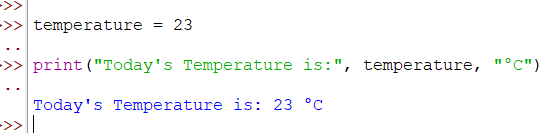 >>>
>>> temperature = 23
..
>>> print("Today's Temperature is:", temperature, "°C")
..
Today's Temperature is: 23 °C
>>>